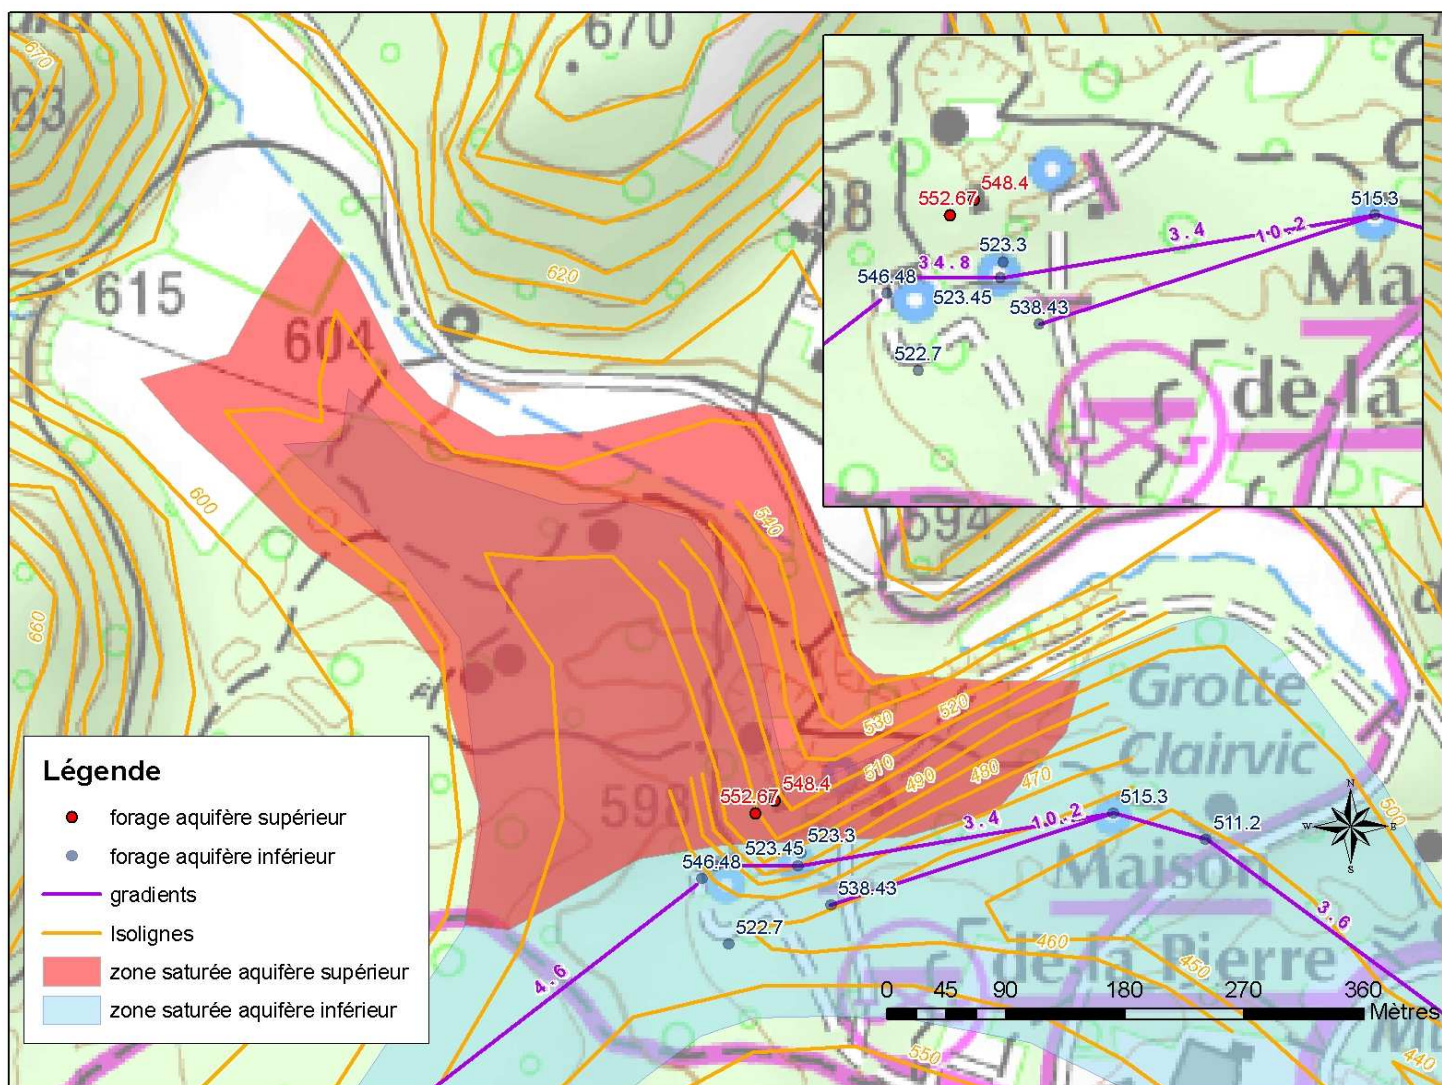 670
670
93
615
604
620
600
660
540
594
598
530
520
510
490
480
470
460
450
500
550
440
Grotte
Clairvic
Maison
dè la Pierre
552.67
548.4
523.3
523.45
546.48
538.43
522.7
515.3
511.2
3.4
10.2
3.6
4.6
98
552.67
548.4
523.3
546.48
523.45
538.43
522.7
515.3
34.8
3.4
10.2
Ma
dè la
N
W
E
S
Légende
forage aquifère supérieur
forage aquifère inférieur
gradients
Isolignes
zone saturée aquifère supérieur
zone saturée aquifère inférieur
0 45 90 180 270 360
Mètres